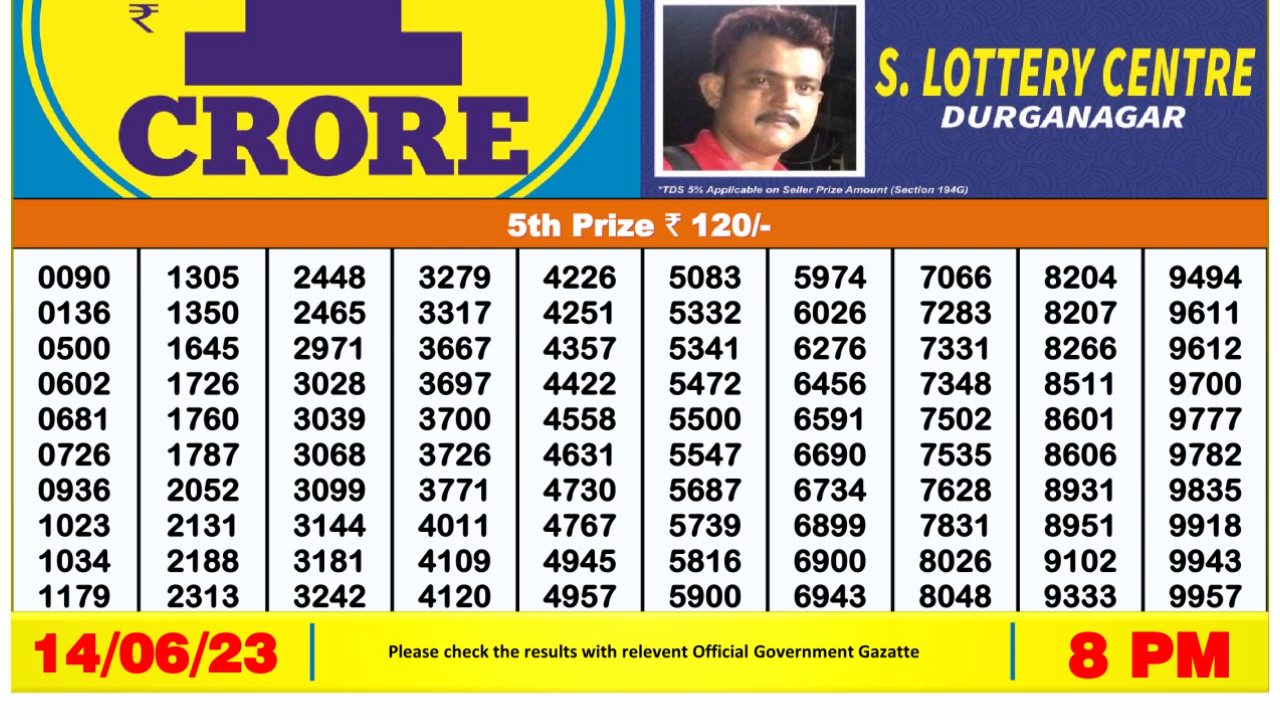 ₹
1
CRORE
S. LOTTERY CENTRE
DURGANAGAR
*TDS 5% Applicable on Seller Prize Amount (Section 194G)
5th Prize ₹ 120/-
0090 1305 2448 3279 4226 5083 5974 7066 8204 9494
0136 1350 2465 3317 4251 5332 6026 7283 8207 9611
0500 1645 2971 3667 4357 5341 6276 7331 8266 9612
0602 1726 3028 3697 4422 5472 6456 7348 8511 9700
0681 1760 3039 3700 4558 5500 6591 7502 8601 9777
0726 1787 3068 3726 4631 5547 6690 7535 8606 9782
0936 2052 3099 3771 4730 5687 6734 7628 8931 9835
1023 2131 3144 4011 4767 5739 6899 7831 8951 9918
1034 2188 3181 4109 4945 5816 6900 8026 9102 9943
1179 2313 3242 4120 4957 5900 6943 8048 9333 9957
14/06/23 Please check the results with relevent Official Government Gazatte 8 PM